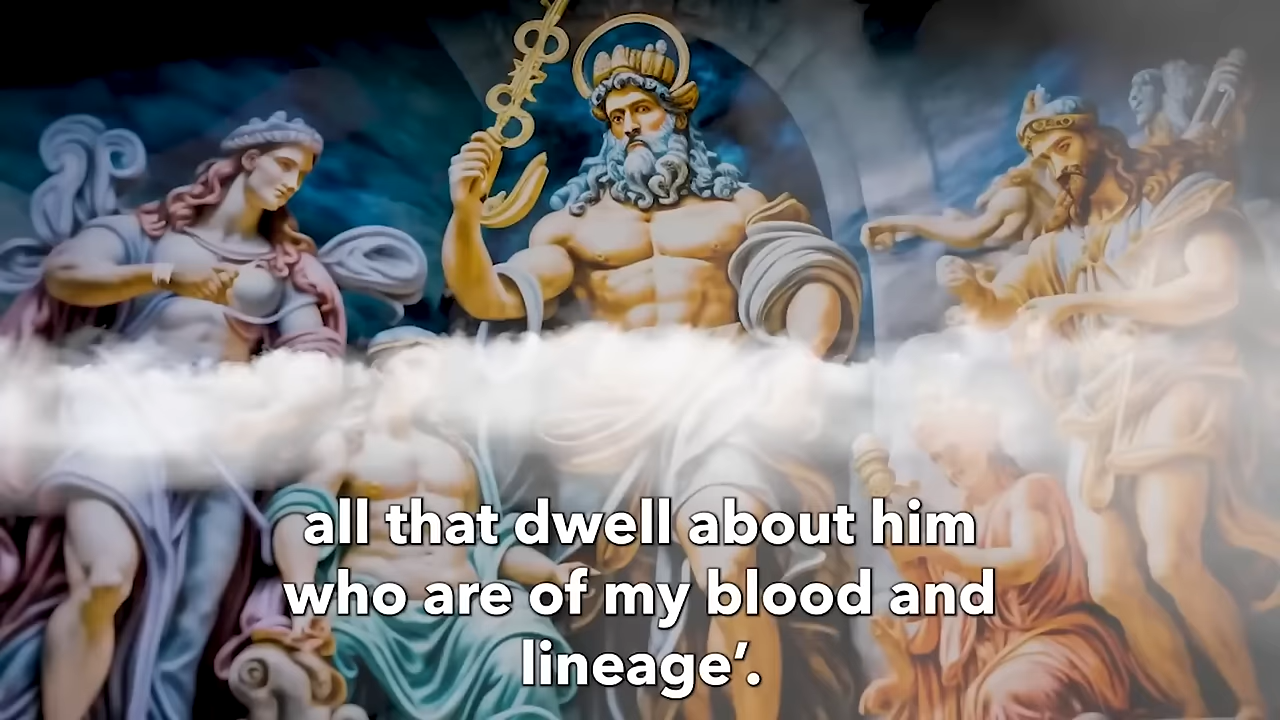 all that dwell about him
who are of my blood and
lineage’.